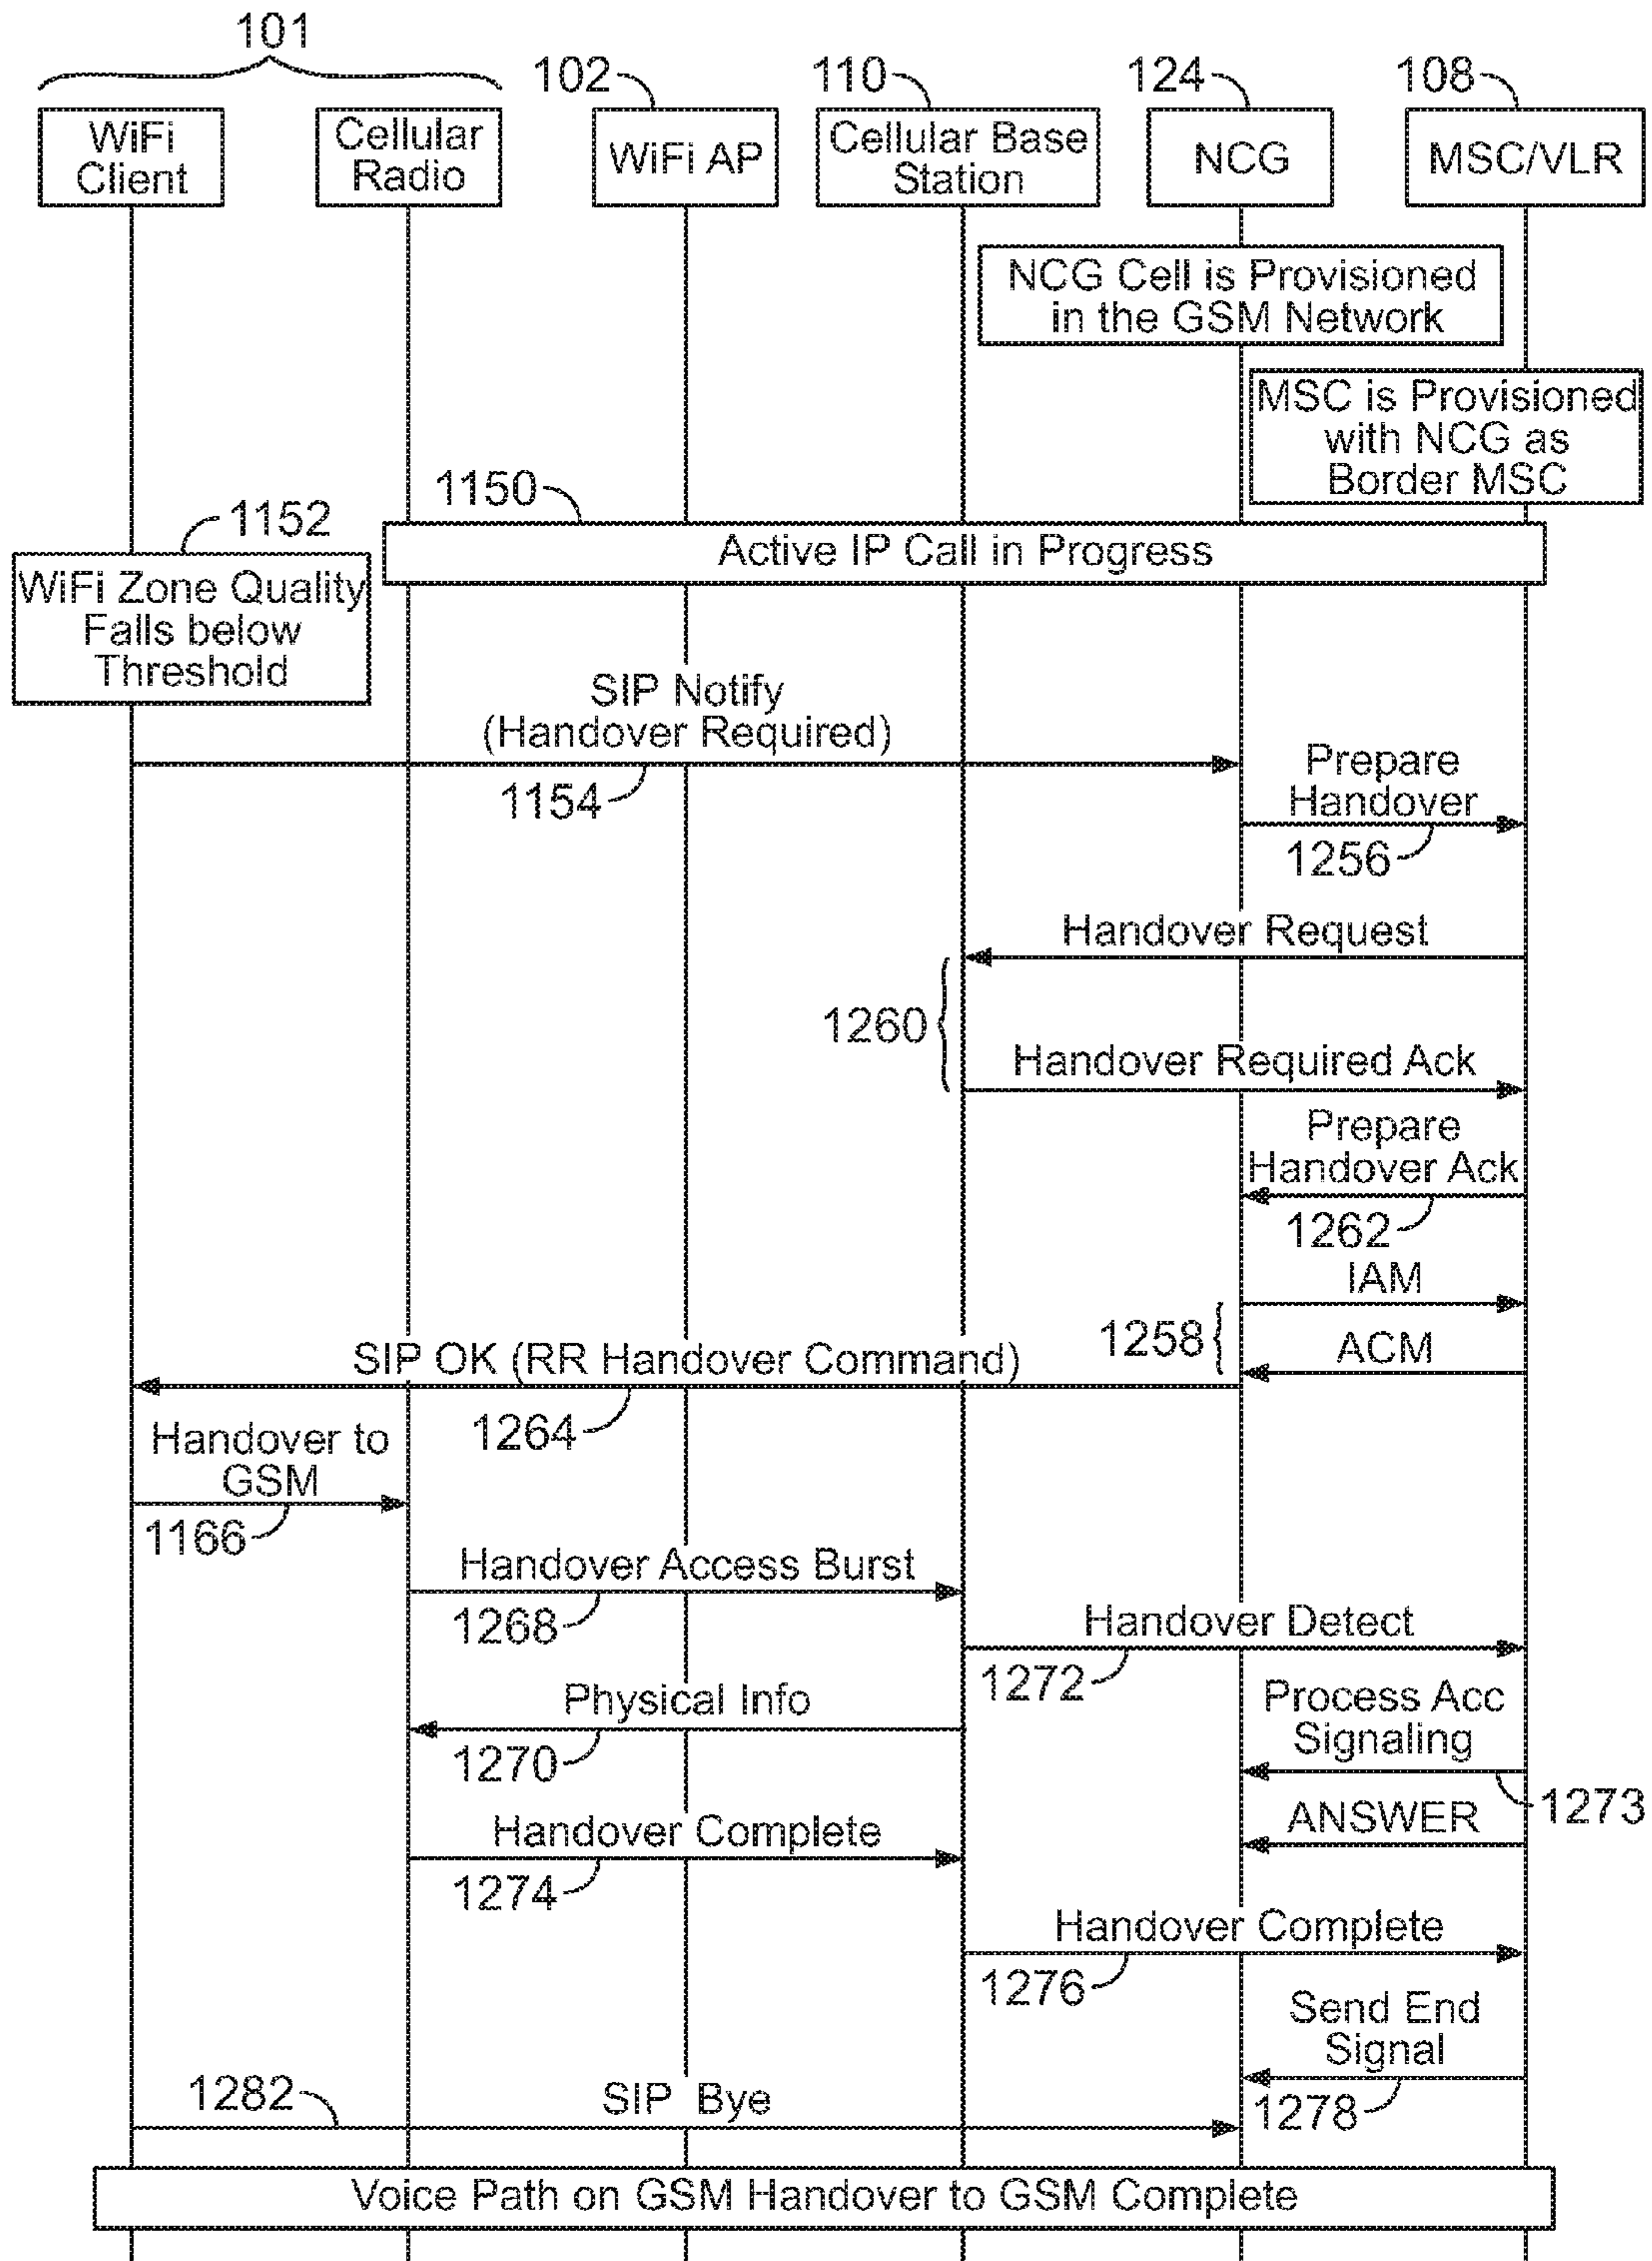 101
102
110
124
108
WiFi
Client
Cellular
Radio
WiFi AP
Cellular Base
Station
NCG
MSC/VLR
NCG Cell is Provisioned
in the GSM Network
MSC is Provisioned
with NCG as
Border MSC
1150
1152
Active IP Call in Progress
WiFi Zone Quality
Falls below
Threshold
SIP Notify
(Handover Required)
1154
Prepare
Handover
1256
Handover Request
1260
Handover Required Ack
Prepare
Handover Ack
1262
IAM
1258
ACM
SIP OK (RR Handover Command)
1264
Handover to
GSM
1166
Handover Access Burst
1268
Handover Detect
1272
Physical Info
1270
Process Acc
Signaling
1273
ANSWER
Handover Complete
1274
Handover Complete
1276
Send End
Signal
1278
1282
SIP Bye
Voice Path on GSM Handover to GSM Complete